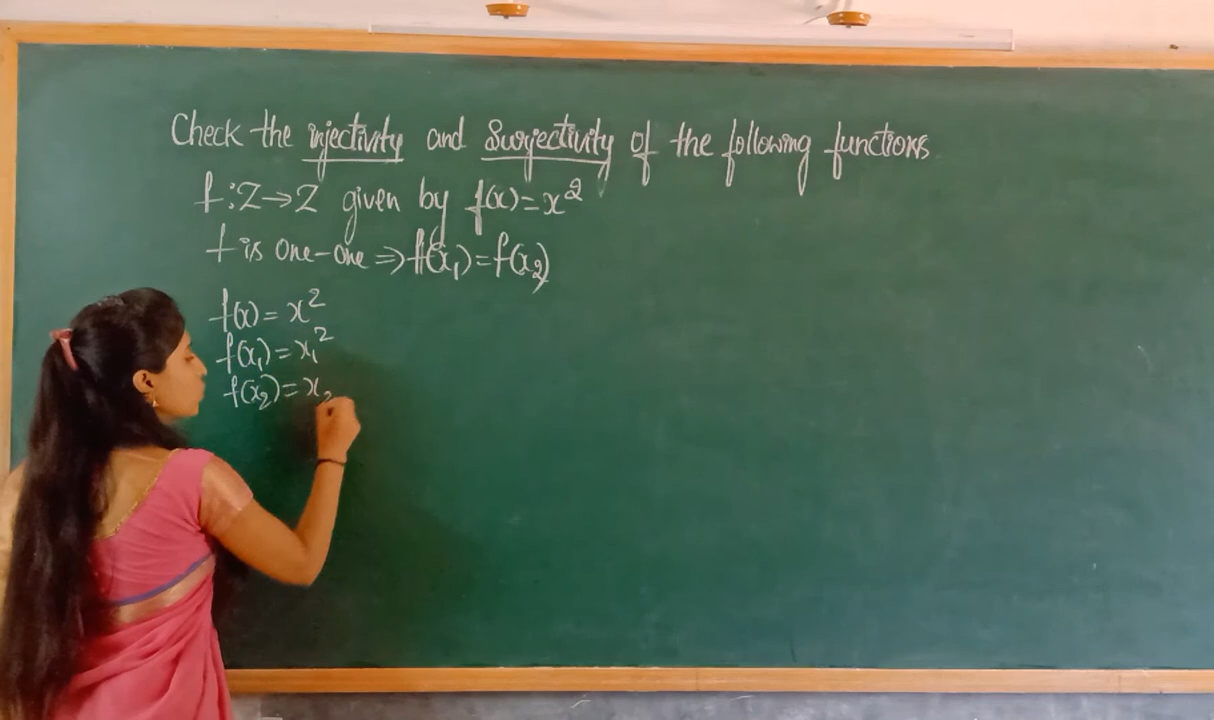 Check the injectivity and Surjectivity of the following functions
f:Z→Z given by f(x)=x²
f is one-one ⇒ f(x₁)=f(x₂)
f(x)=x²
f(x₁)=x₁²
f(x₂)=x₂